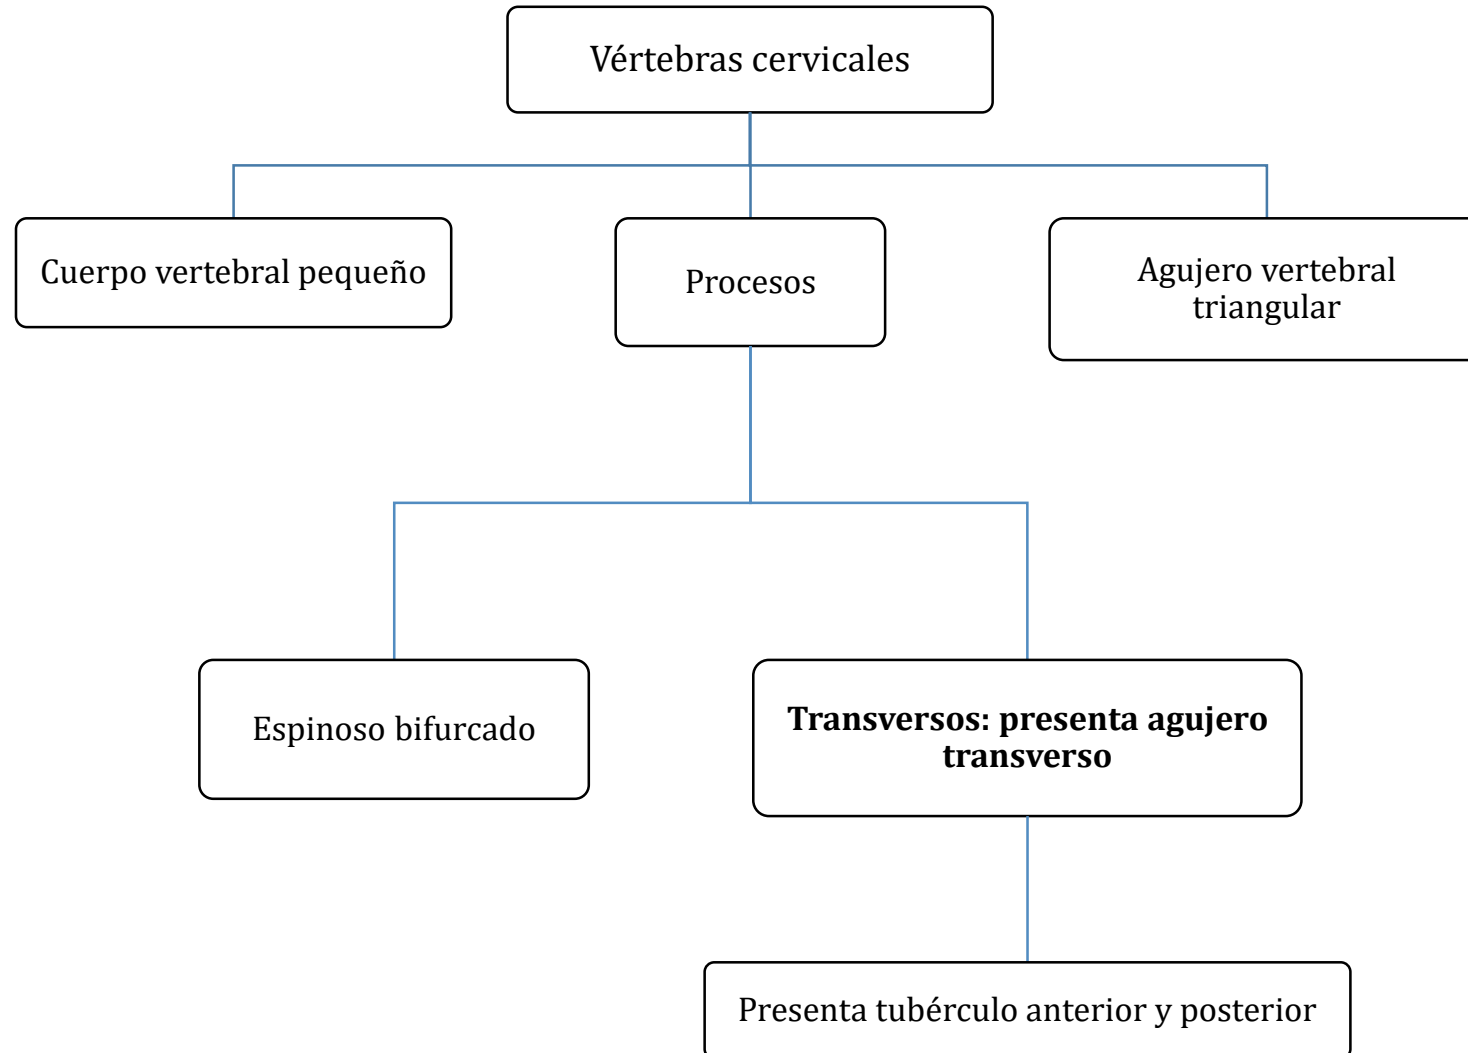 Vértebras cervicales
Cuerpo vertebral pequeño
Procesos
Agujero vertebral
triangular
Espinoso bifurcado
Transversos: presenta agujero
transverso
Presenta tubérculo anterior y posterior